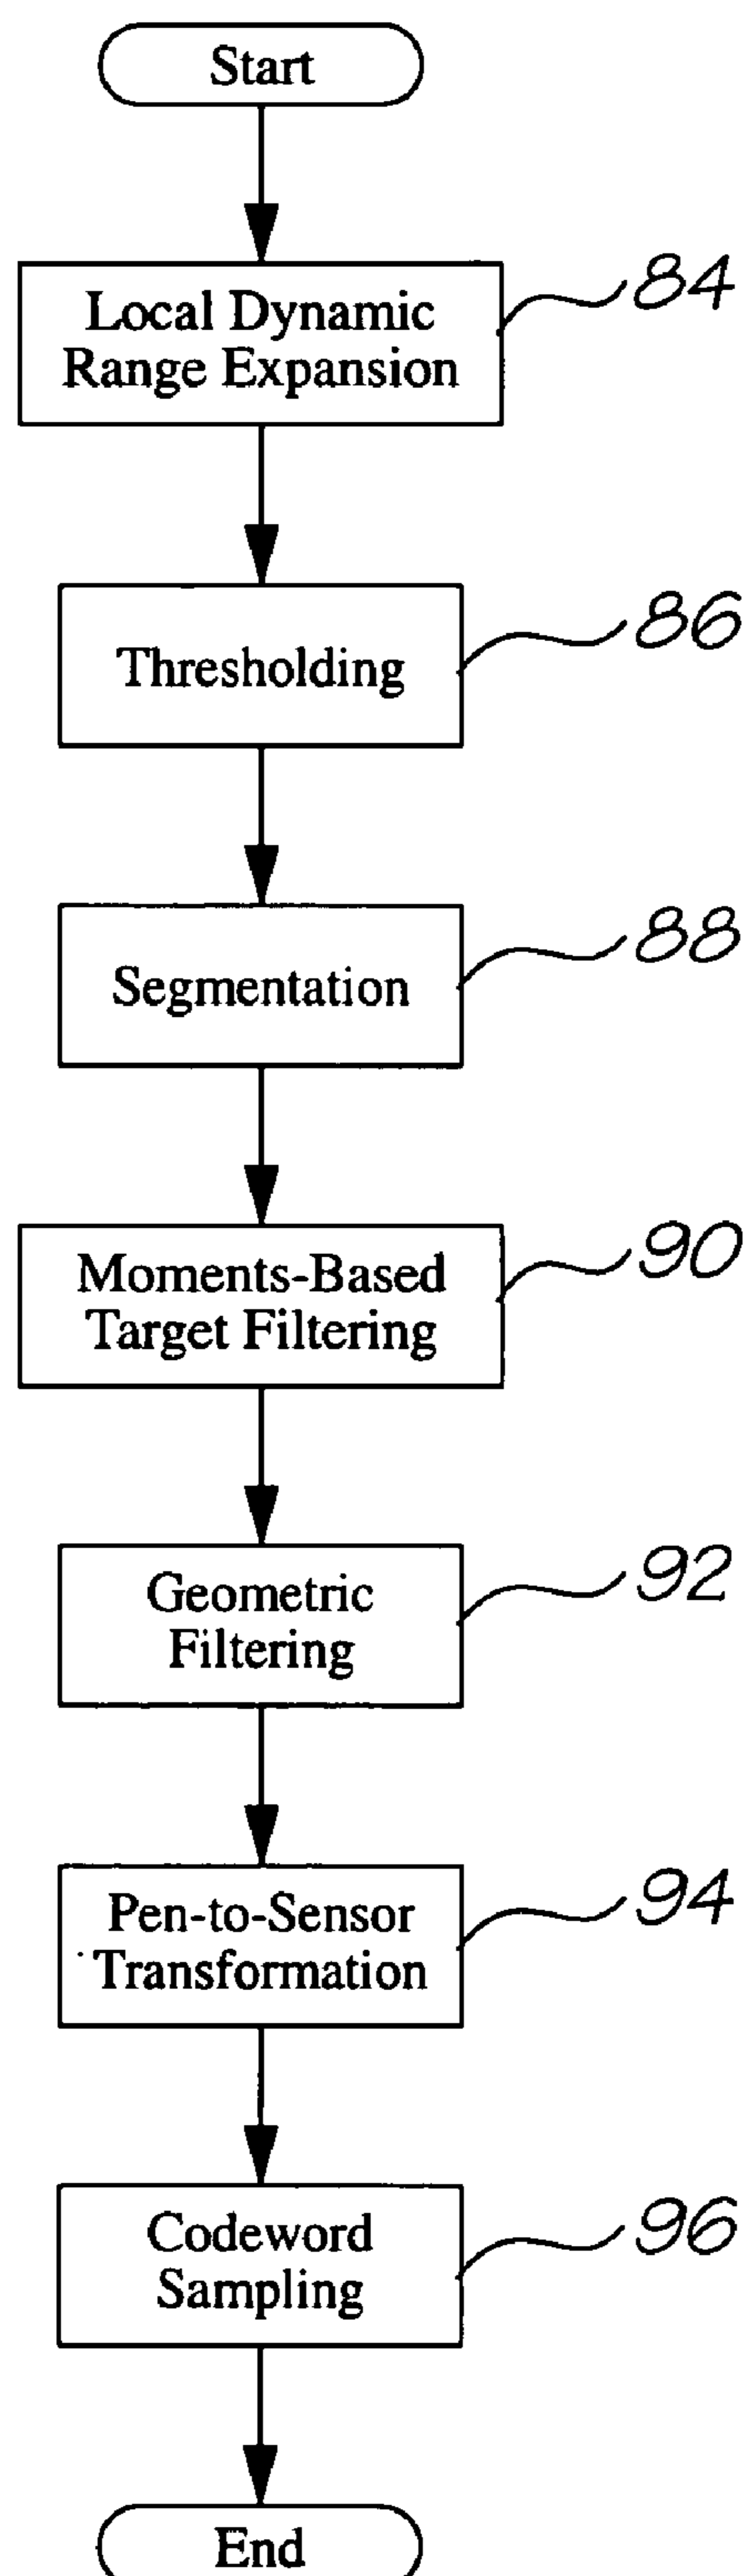 Start
Local Dynamic
Range Expansion
84
Thresholding
86
Segmentation
88
Moments-Based
Target Filtering
90
Geometric
Filtering
92
Pen-to-Sensor
Transformation
94
Codeword
Sampling
96
End